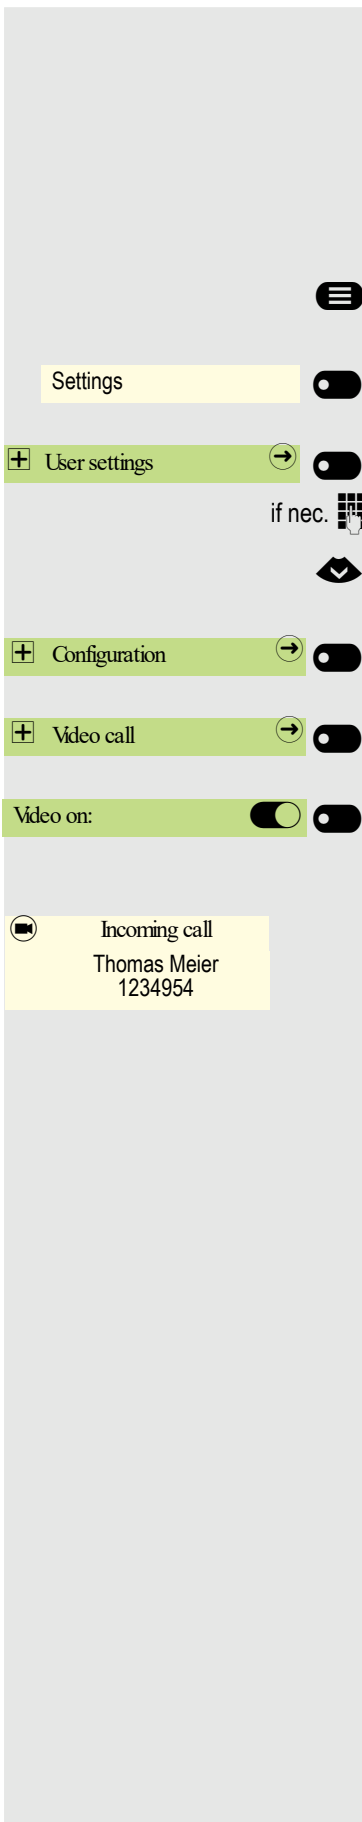 Settings
User settings
if nec.
Configuration
Video call
Video on:
Incoming call
Thomas Meier
1234954